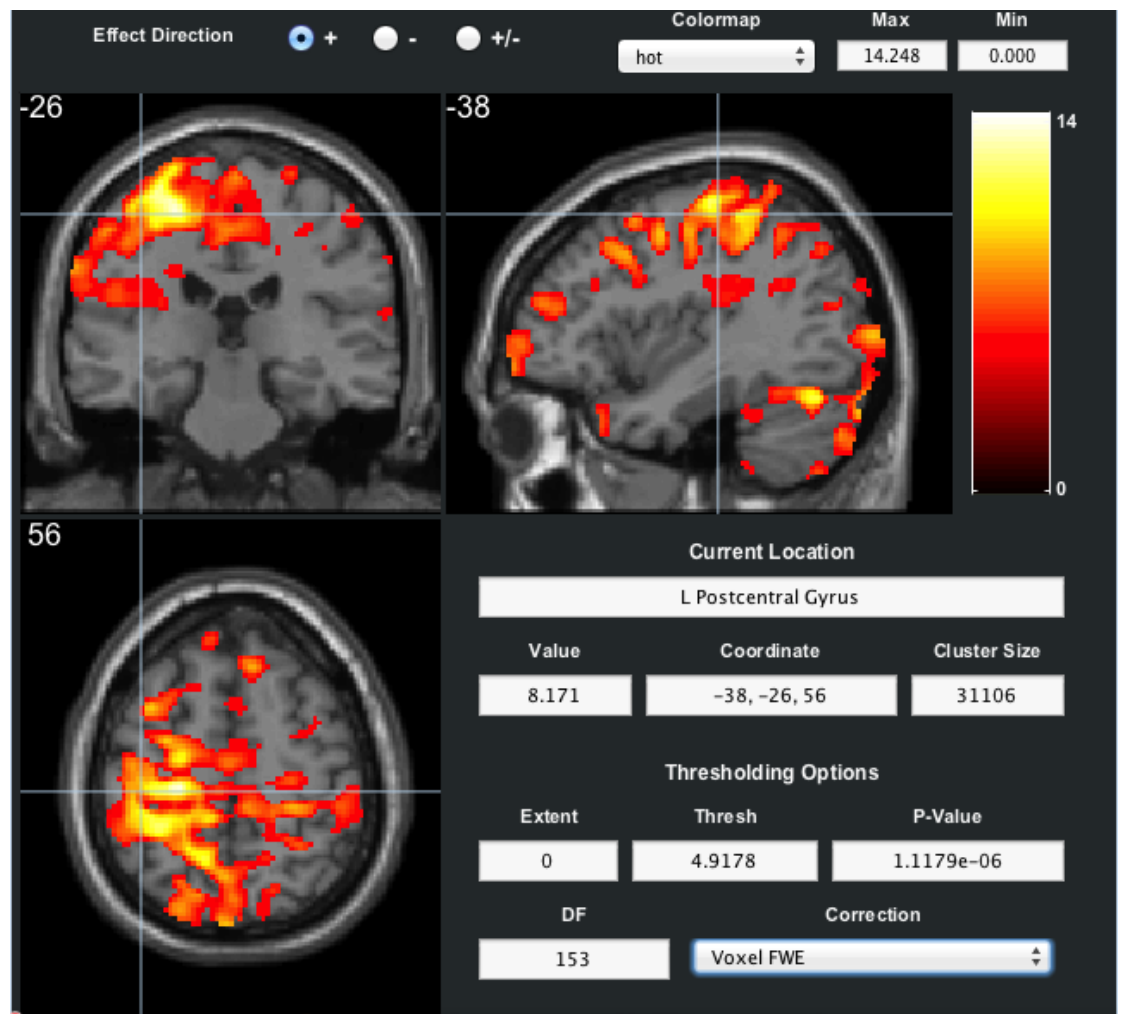 Effect Direction + - +/-
Colormap Max Min
hot 14.248 0.000
-26 -38
14
0
56
Current Location
L Postcentral Gyrus
Value Coordinate Cluster Size
8.171 -38, -26, 56 31106
Thresholding Options
Extent Thresh P-Value
0 4.9178 1.1179e-06
DF Correction
153 Voxel FWE